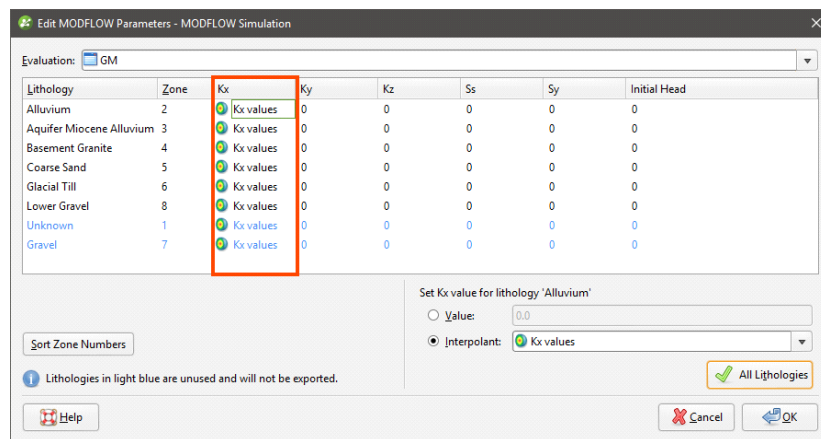 Edit MODFLOW Parameters - MODFLOW Simulation
Evaluation: GM
Lithology Zone Kx Ky Kz Ss Sy Initial Head
Alluvium 2 Kx values 0 0 0 0 0
Aquifer Miocene Alluvium 3 Kx values 0 0 0 0 0
Basement Granite 4 Kx values 0 0 0 0 0
Coarse Sand 5 Kx values 0 0 0 0 0
Glacial Till 6 Kx values 0 0 0 0 0
Lower Gravel 8 Kx values 0 0 0 0 0
Unknown 1 Kx values 0 0 0 0 0
Gravel 7 Kx values 0 0 0 0 0
Set Kx value for lithology 'Alluvium'
Value: 0.0
Sort Zone Numbers
Interpolant: Kx values
Lithologies in light blue are unused and will not be exported.
All Lithologies
Help
Cancel
OK